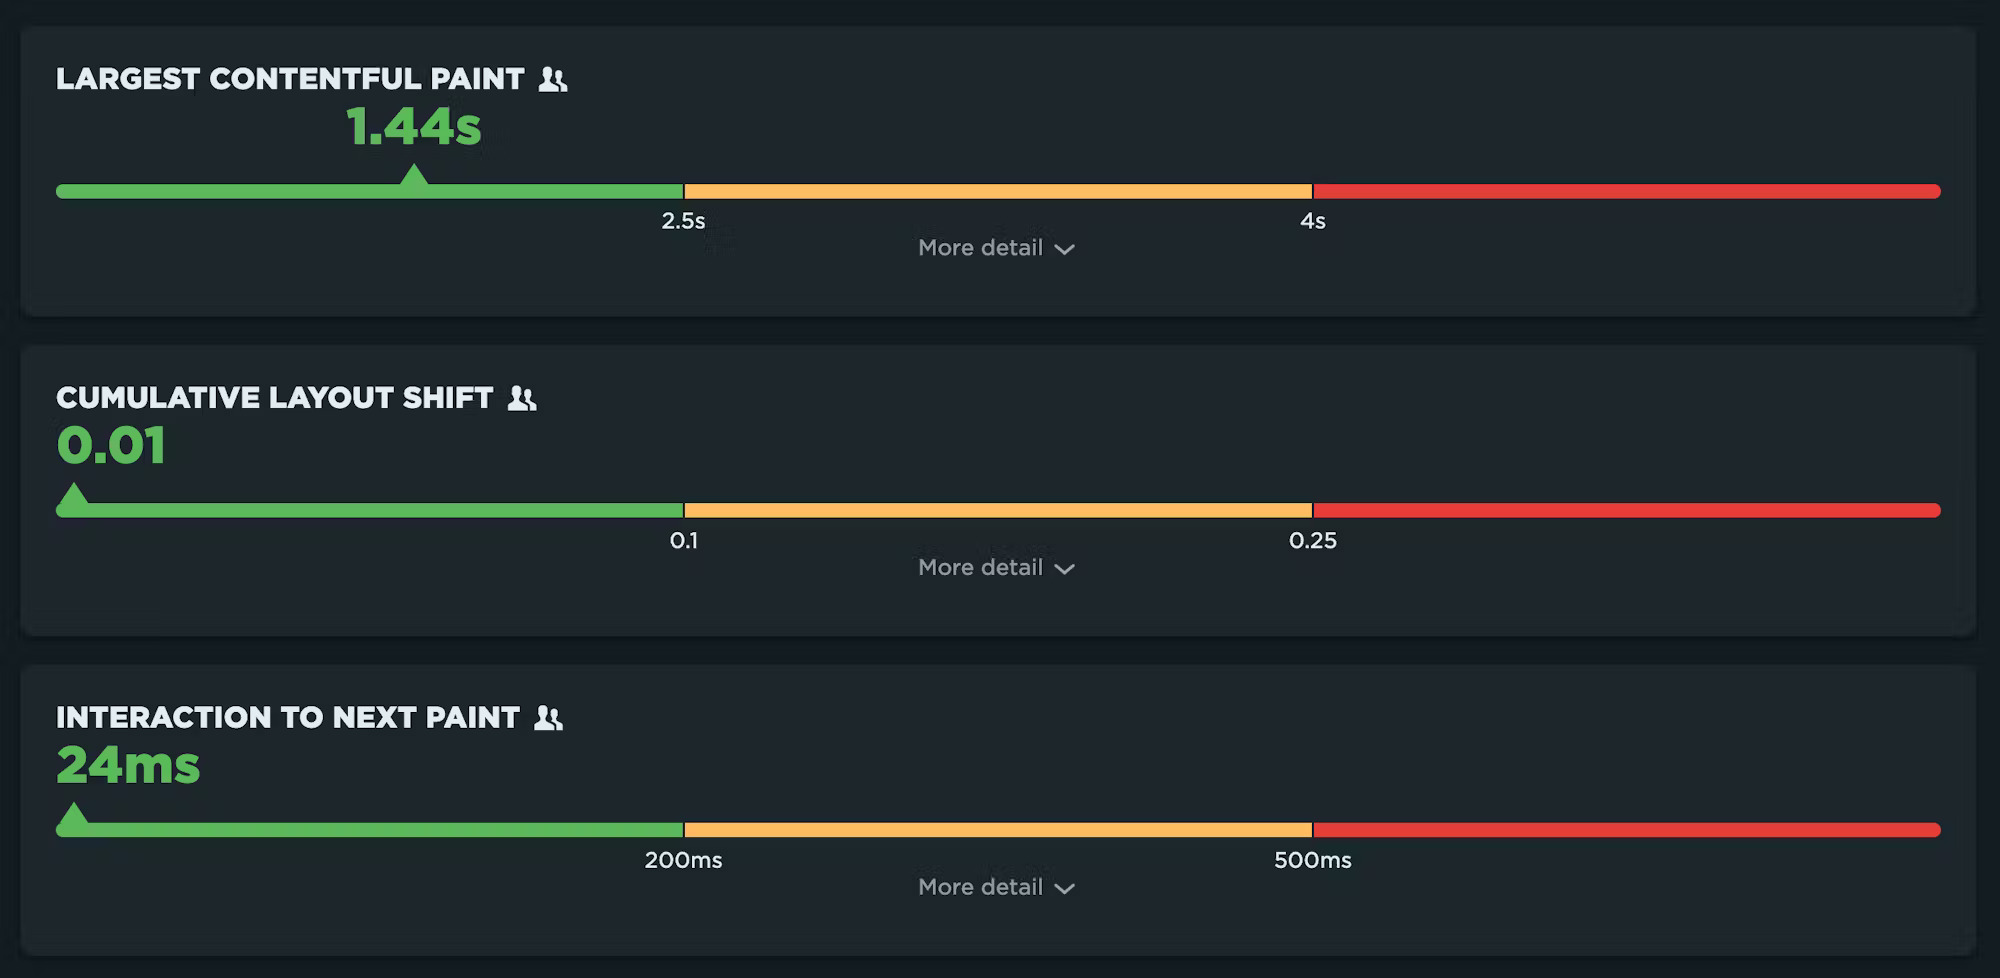 LARGEST CONTENTFUL PAINT
1.44s
2.5s 4s
More detail
CUMULATIVE LAYOUT SHIFT
0.01
0.1 0.25
More detail
INTERACTION TO NEXT PAINT
24ms
200ms 500ms
More detail